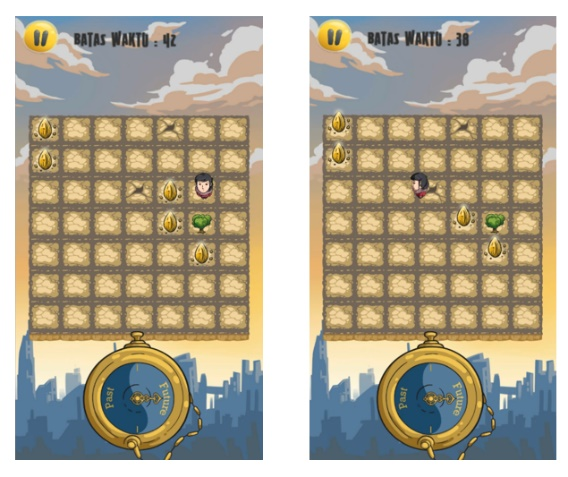 BATAS WAKTU : 42
Past
Future
BATAS WAKTU : 38
Past
Future